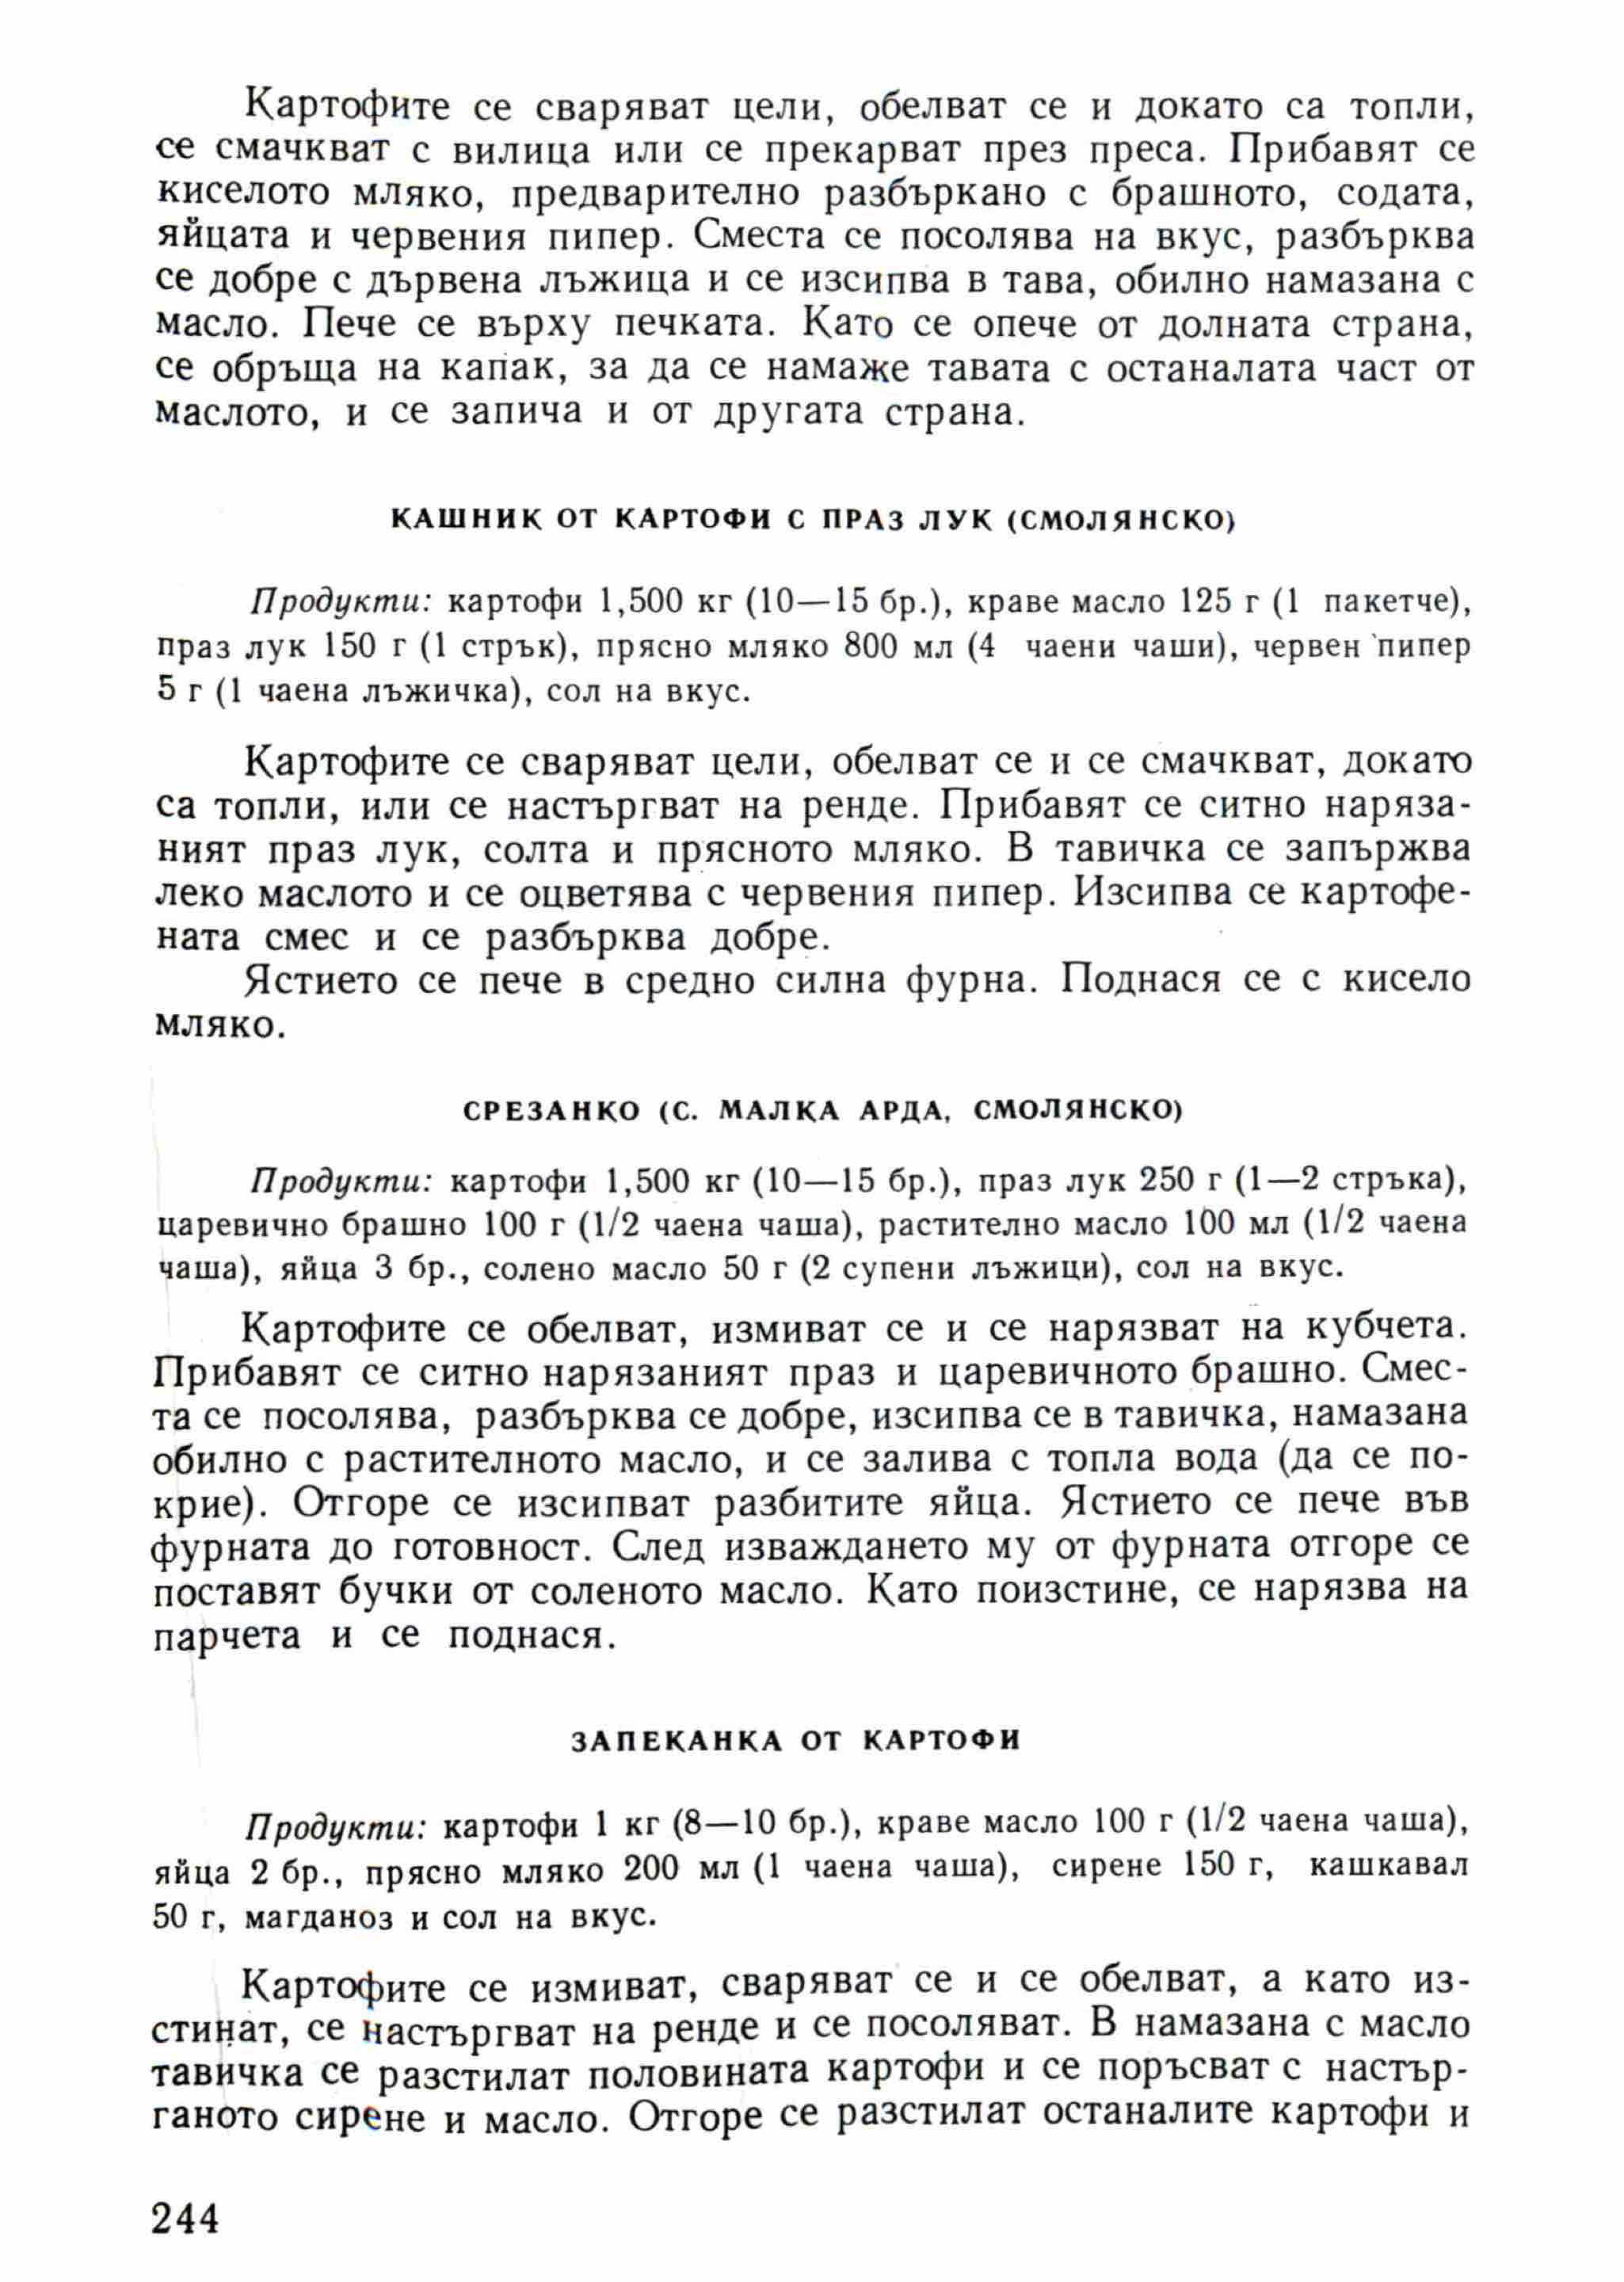 Картофите се сваряват цели, обелват се и докато са топли,
се смачкват с вилица или се прекарват през преса. Прибавят се
киселото мляко, предварително разбъркано с брашното, содата,
яйцата и червения пипер. Сместа се посолява на вкус, разбърква
се добре с дървена лъжица и се изсипва в тава, обилно намазана с
масло. Пече се върху печката. Като се опече от долната страна,
се обръща на капак, за да се намаже тавата с останалата част от
маслото, и се запича и от другата страна.
КАШНИК ОТ КАРТОФИ С ПРАЗ ЛУК (СМОЛЯНСКО)
Продукти: картофи 1,500 кг (10—15 бр.), краве масло 125 г (1 пакетче),
праз лук 150 г (1 стрък), прясно мляко 800 мл (4 чаени чаши), червен пипер
5 г (1 чаена лъжичка), сол на вкус.
Картофите се сваряват цели, обелват се и се смачкват, докато
са топли, или се настъргват на ренде. Прибавят се ситно наряза-
ният праз лук, солта и прясното мляко. В тавичка се запържва
леко маслото и се оцветява с червения пипер. Изсипва се картофе-
ната смес и се разбърква добре.
Ястието се пече в средно силна фурна. Поднася се с кисело
мляко.
СРЕЗАНКО (С. МАЛКА АРДА, СМОЛЯНСКО)
Продукти: картофи 1,500 кг (10—15 бр.), праз лук 250 г (1—2 стръка),
царевично брашно 100 г (1/2 чаена чаша), растително масло 100 мл (1/2 чаена
чаша), яйца 3 бр., солено масло 50 г (2 супени лъжици), сол на вкус.
Картофите се обелват, измиват се и се нарязват на кубчета.
Прибавят се ситно нарязаният праз и царевичното брашно. Смес-
та се посолява, разбърква се добре, изсипва се в тавичка, намазана
обилно с растителното масло, и се залива с топла вода (да се по-
крие). Отгоре се изсипват разбитите яйца. Ястието се пече във
фурната до готовност. След изваждането му от фурната отгоре се
поставят бучки от соленото масло. Като поизстине, се нарязва на
парчета и се поднася.
ЗАПЕКАНКА ОТ КАРТОФИ
Продукти: картофи 1 кг (8—10 бр.), краве масло 100 г (1/2 чаена чаша),
яйца 2 бр., прясно мляко 200 мл (1 чаена чаша), сирене 150 г, кашкавал
50 г, магданоз и сол на вкус.
Картофите се измиват, сваряват се и се обелват, а като из-
стинат, се настъргват на ренде и се посоляват. В намазана с масло
тавичка се разстилат половината картофи и се поръсват с настър-
ганото сирене и масло. Отгоре се разстилат останалите картофи и
244